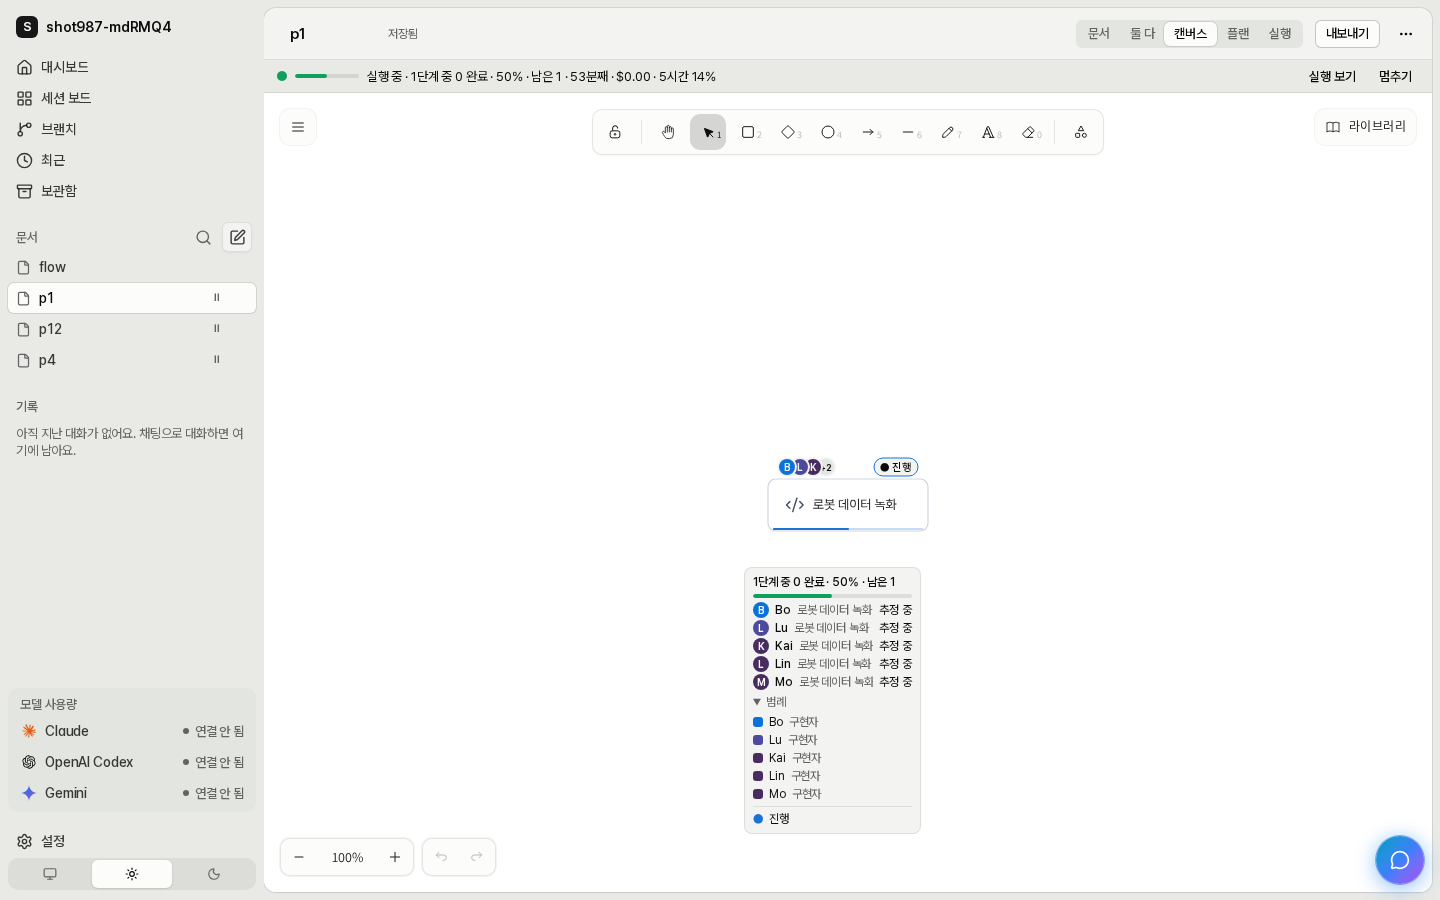 S shot987-mdRMQ4
대시보드
세션 보드
브랜치
최근
보관함
문서
flow
p1
p12
p4
기록
아직 지난 대화가 없어요. 채팅으로 대화하면 여
기에 남아요.
모델 사용량
Claude 연결 안 됨
OpenAI Codex 연결 안 됨
Gemini 연결 안 됨
설정
p1 저장됨
문서 둘 다 캔버스 플랜 실행 내보내기
실행 중 · 1단계 중 0 완료 · 50% · 남은 1 · 53분째 · $0.00 · 5시간 14%
실행 보기 멈추기
1 2 3 4 5 6 7 8 0
라이브러리
B L K +2 진행
로봇 데이터 녹화
1단계 중 0 완료 · 50% · 남은 1
B Bo 로봇 데이터 녹화 추정 중
L Lu 로봇 데이터 녹화 추정 중
K Kai 로봇 데이터 녹화 추정 중
L Lin 로봇 데이터 녹화 추정 중
M Mo 로봇 데이터 녹화 추정 중
▼ 범례
Bo 구현자
Lu 구현자
Kai 구현자
Lin 구현자
Mo 구현자
진행
100%